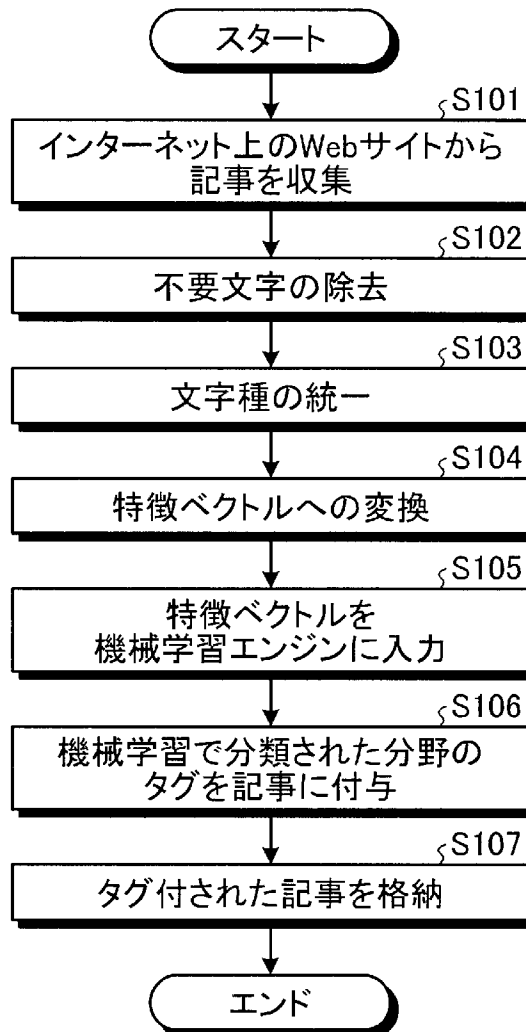 スタート
S101
インターネット上のWebサイトから
記事を収集
S102
不要文字の除去
S103
文字種の統一
S104
特徴ベクトルへの変換
S105
特徴ベクトルを
機械学習エンジンに入力
S106
機械学習で分類された分野の
タグを記事に付与
S107
タグ付された記事を格納
エンド